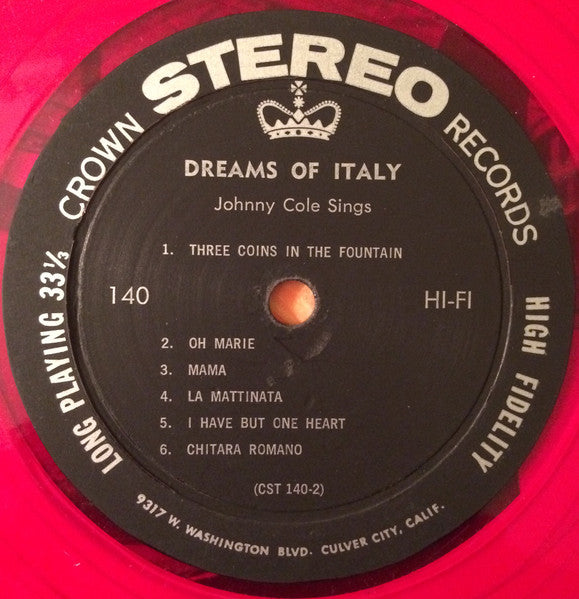 CROWN STEREO RECORDS
DREAMS OF ITALY
Johnny Cole Sings
1. THREE COINS IN THE FOUNTAIN
140 HI-FI
2. OH MARIE
3. MAMA
4. LA MATTINATA
5. I HAVE BUT ONE HEART
6. CHITARA ROMANO
(CST 140-2)
LONG PLAYING 33⅓
HIGH FIDELITY
9317 W. WASHINGTON BLVD. CULVER CITY, CALIF.